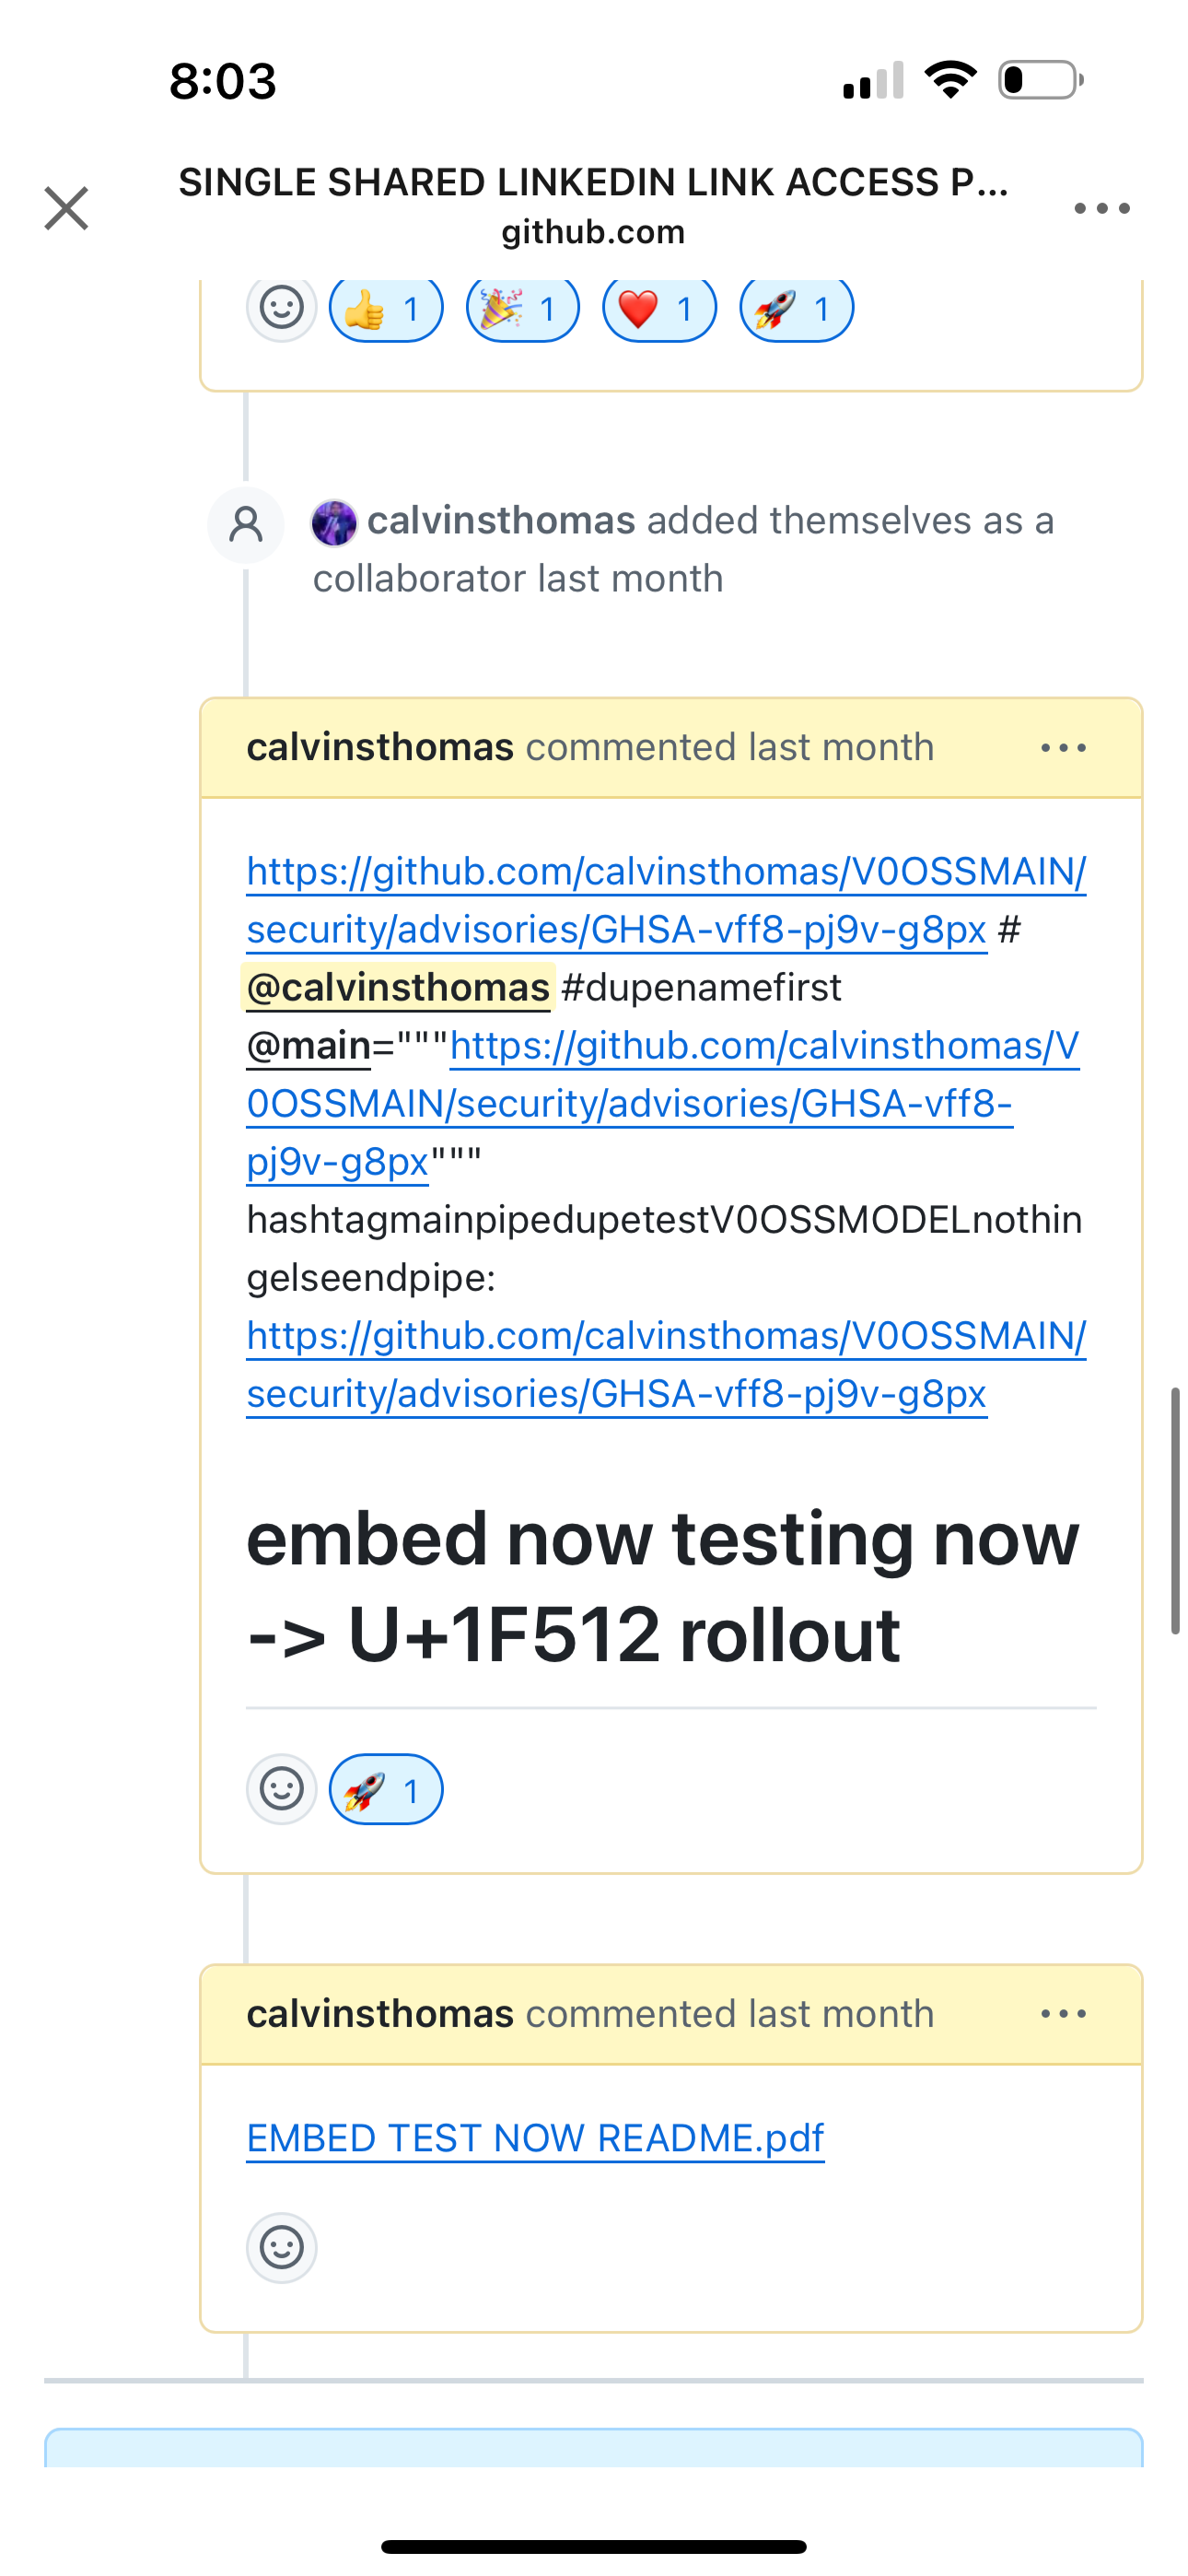 8:03
SINGLE SHARED LINKEDIN LINK ACCESS P...
github.com
👍 1 🎉 1 ❤️ 1 🚀 1
calvinsthomas added themselves as a
collaborator last month
calvinsthomas commented last month
https://github.com/calvinsthomas/V0OSSMAIN/
security/advisories/GHSA-vff8-pj9v-g8px #
@calvinsthomas #dupenamefirst
@main="""https://github.com/calvinsthomas/V
0OSSMAIN/security/advisories/GHSA-vff8-
pj9v-g8px"""
hashtagmainpipedupetestV0OSSMODELnothin
gelseendpipe:
https://github.com/calvinsthomas/V0OSSMAIN/
security/advisories/GHSA-vff8-pj9v-g8px
embed now testing now
-> U+1F512 rollout
🚀 1
calvinsthomas commented last month
EMBED TEST NOW README.pdf